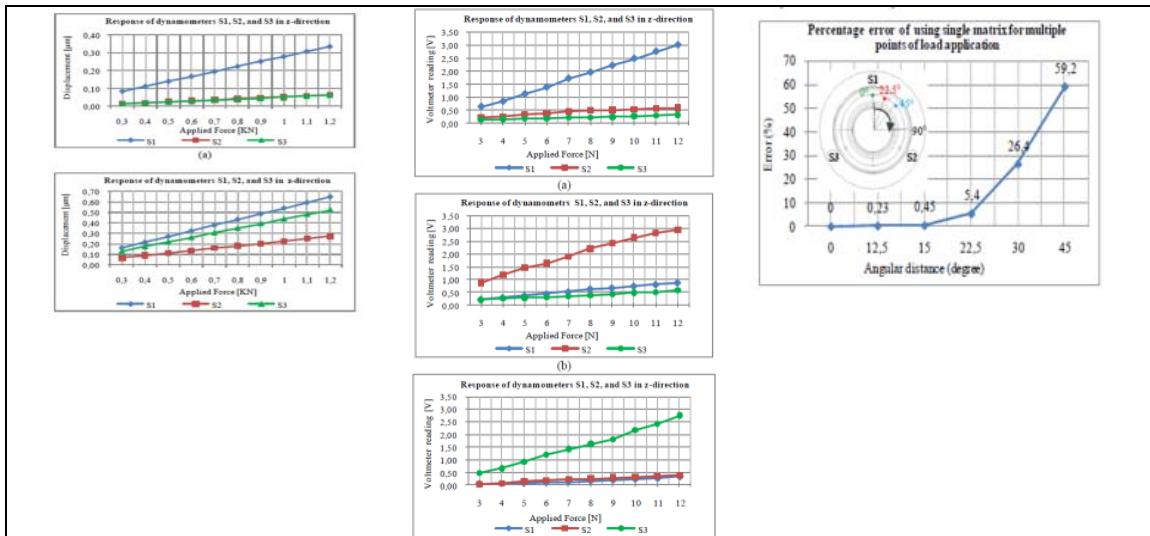 Response of dynamometers S1, S2, and S3 in z-direction
Displacement [µm]
0,40
0,30
0,20
0,10
0,00
0,3 0,4 0,5 0,6 0,7 0,8 0,9 1 1,1 1,2
Applied Force [KN]
S1 S2 S3
(a)
Response of dynamometers S1, S2, and S3 in z-direction
Displacement [µm]
0,70
0,60
0,50
0,40
0,30
0,20
0,10
0,00
0,3 0,4 0,5 0,6 0,7 0,8 0,9 1 1,1 1,2
Applied Force [KN]
S1 S2 S3
Response of dynamometers S1, S2, and S3 in z-direction
Voltmeter reading [V]
3,50
3,00
2,50
2,00
1,50
1,00
0,50
0,00
3 4 5 6 7 8 9 10 11 12
Applied Force [N]
S1 S2 S3
(a)
Response of dynamometrs S1, S2, and S3 in z-direction
Voltmeter reading [V]
3,50
3,00
2,50
2,00
1,50
1,00
0,50
0,00
3 4 5 6 7 8 9 10 11 12
Applied Force [N]
S1 S2 S3
(b)
Response of dynamometers S1, S2, and S3 in z-direction
Voltmeter reading [V]
3,50
3,00
2,50
2,00
1,50
1,00
0,50
0,00
3 4 5 6 7 8 9 10 11 12
Applied Force [N]
S1 S2 S3
Percentage error of using single matrix for multiple
points of load application
Error (%)
70
60
50
40
30
20
10
0
S1
0° 22,5° 45°
90°
S3 S2
0 0,23 0,45 5,4 26,4 59,2
0 12,5 15 22,5 30 45
Angular distance (degree)